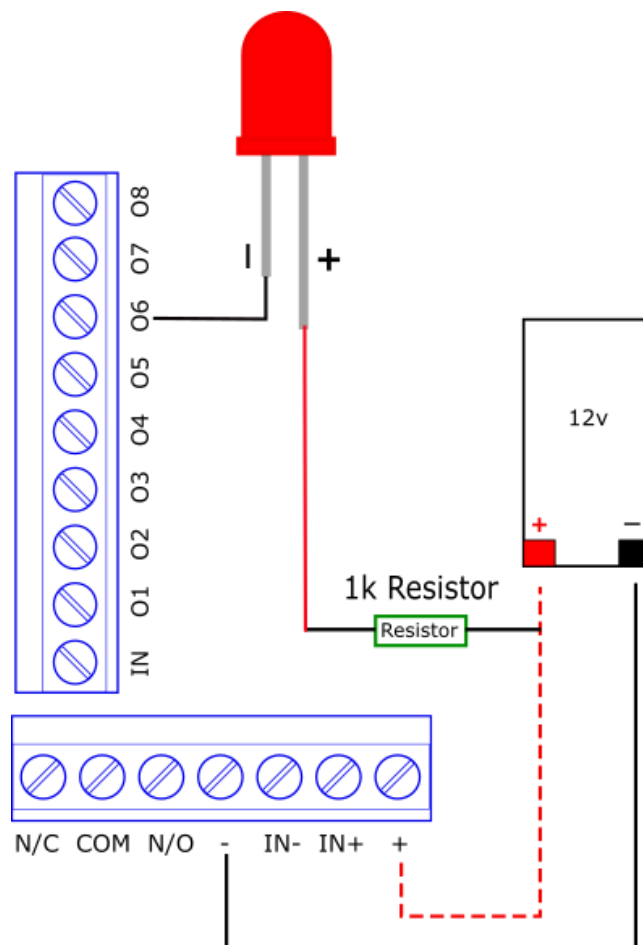 O8
O7
O6
O5
O4
O3
O2
O1
IN
- +
12v
+ -
1k Resistor
Resistor
N/C COM N/O - IN- IN+ +